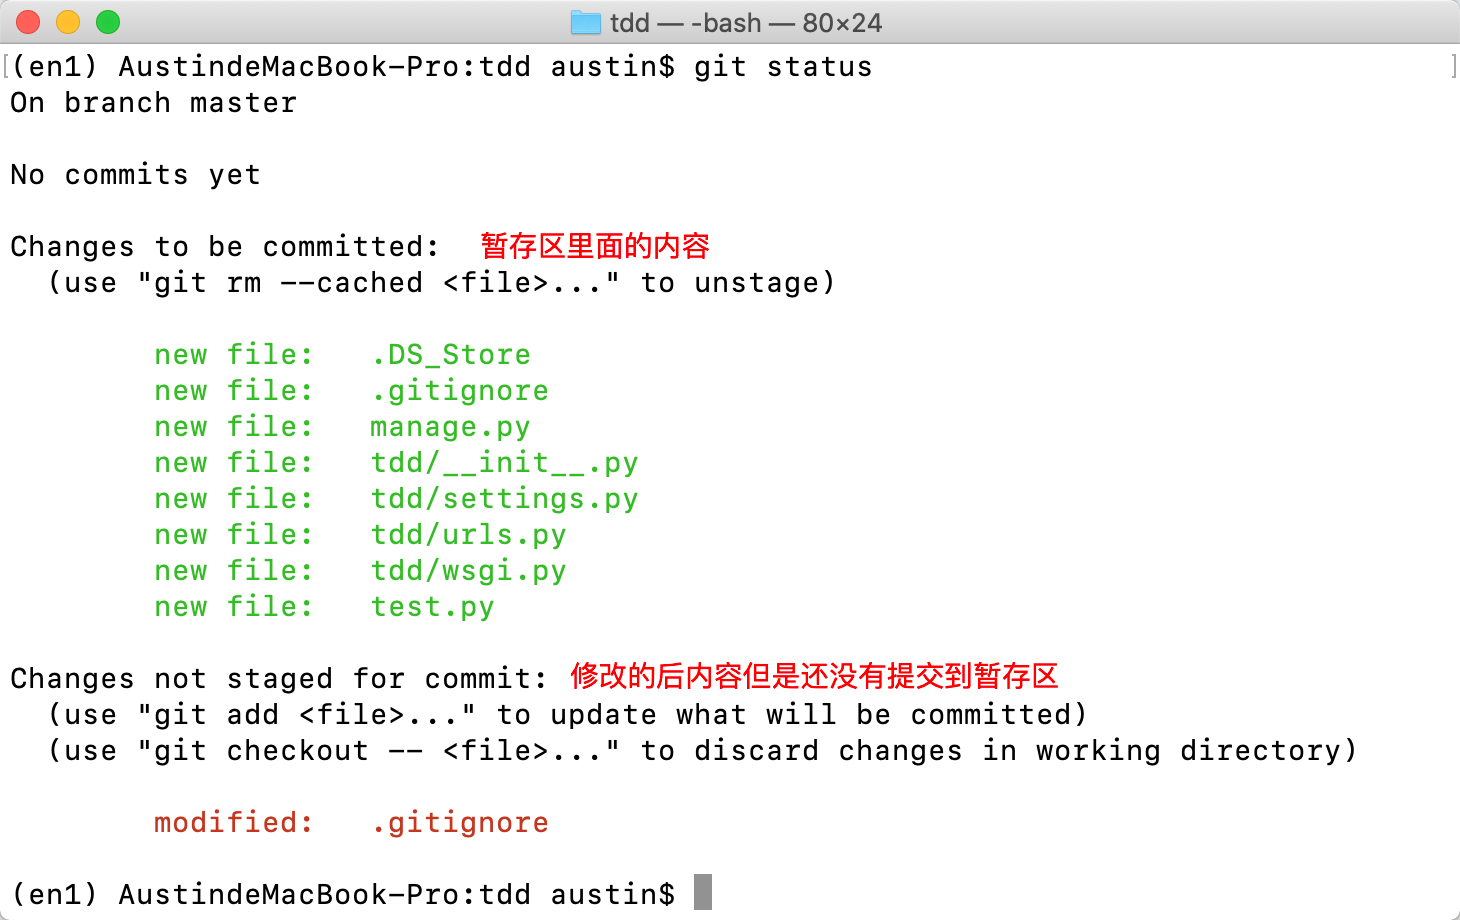 tdd — -bash — 80×24
(en1) AustindeMacBook-Pro:tdd austin$ git status
On branch master
No commits yet
Changes to be committed: 暂存区里面的内容
  (use "git rm --cached <file>..." to unstage)
        new file:   .DS_Store
        new file:   .gitignore
        new file:   manage.py
        new file:   tdd/__init__.py
        new file:   tdd/settings.py
        new file:   tdd/urls.py
        new file:   tdd/wsgi.py
        new file:   test.py
Changes not staged for commit: 修改的后内容但是还没有提交到暂存区
  (use "git add <file>..." to update what will be committed)
  (use "git checkout -- <file>..." to discard changes in working directory)
        modified:   .gitignore
(en1) AustindeMacBook-Pro:tdd austin$